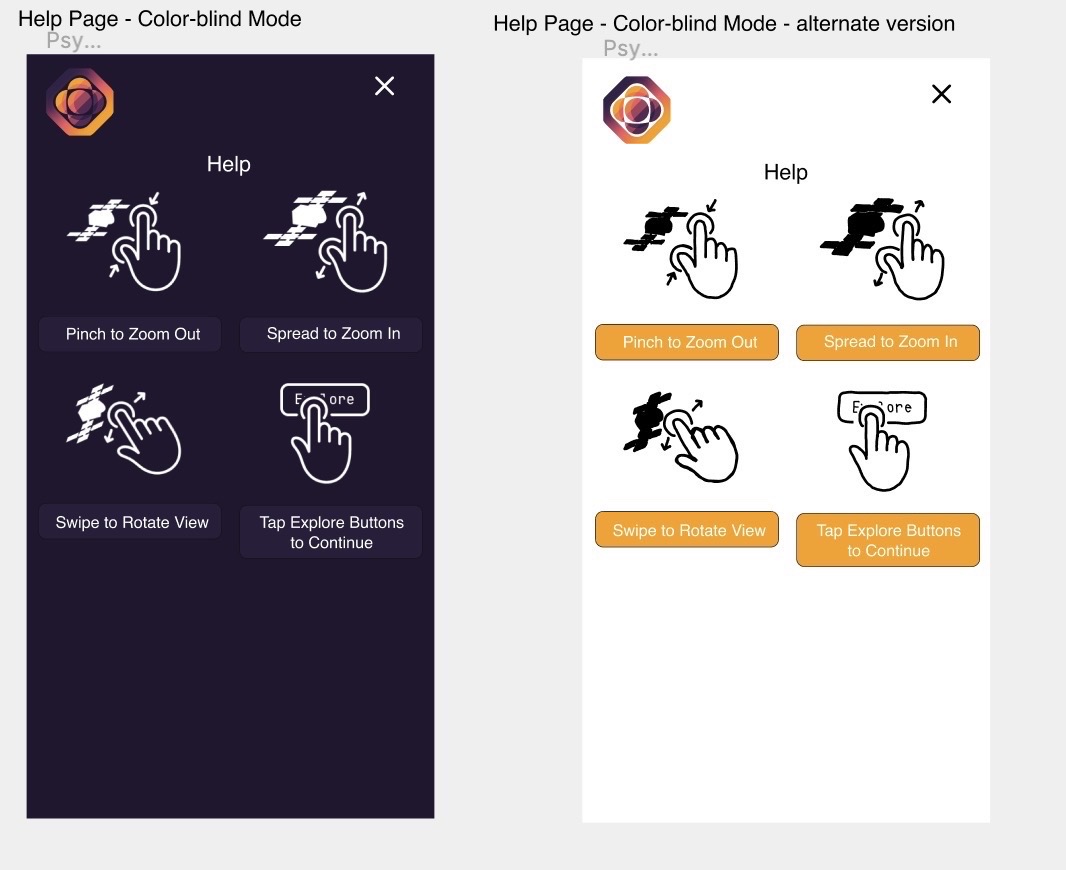 Help Page - Color-blind Mode
Psy...
Help
Pinch to Zoom Out
Spread to Zoom In
Swipe to Rotate View
Tap Explore Buttons
to Continue
Help Page - Color-blind Mode - alternate version
Psy...
Help
Pinch to Zoom Out
Spread to Zoom In
Swipe to Rotate View
Tap Explore Buttons
to Continue